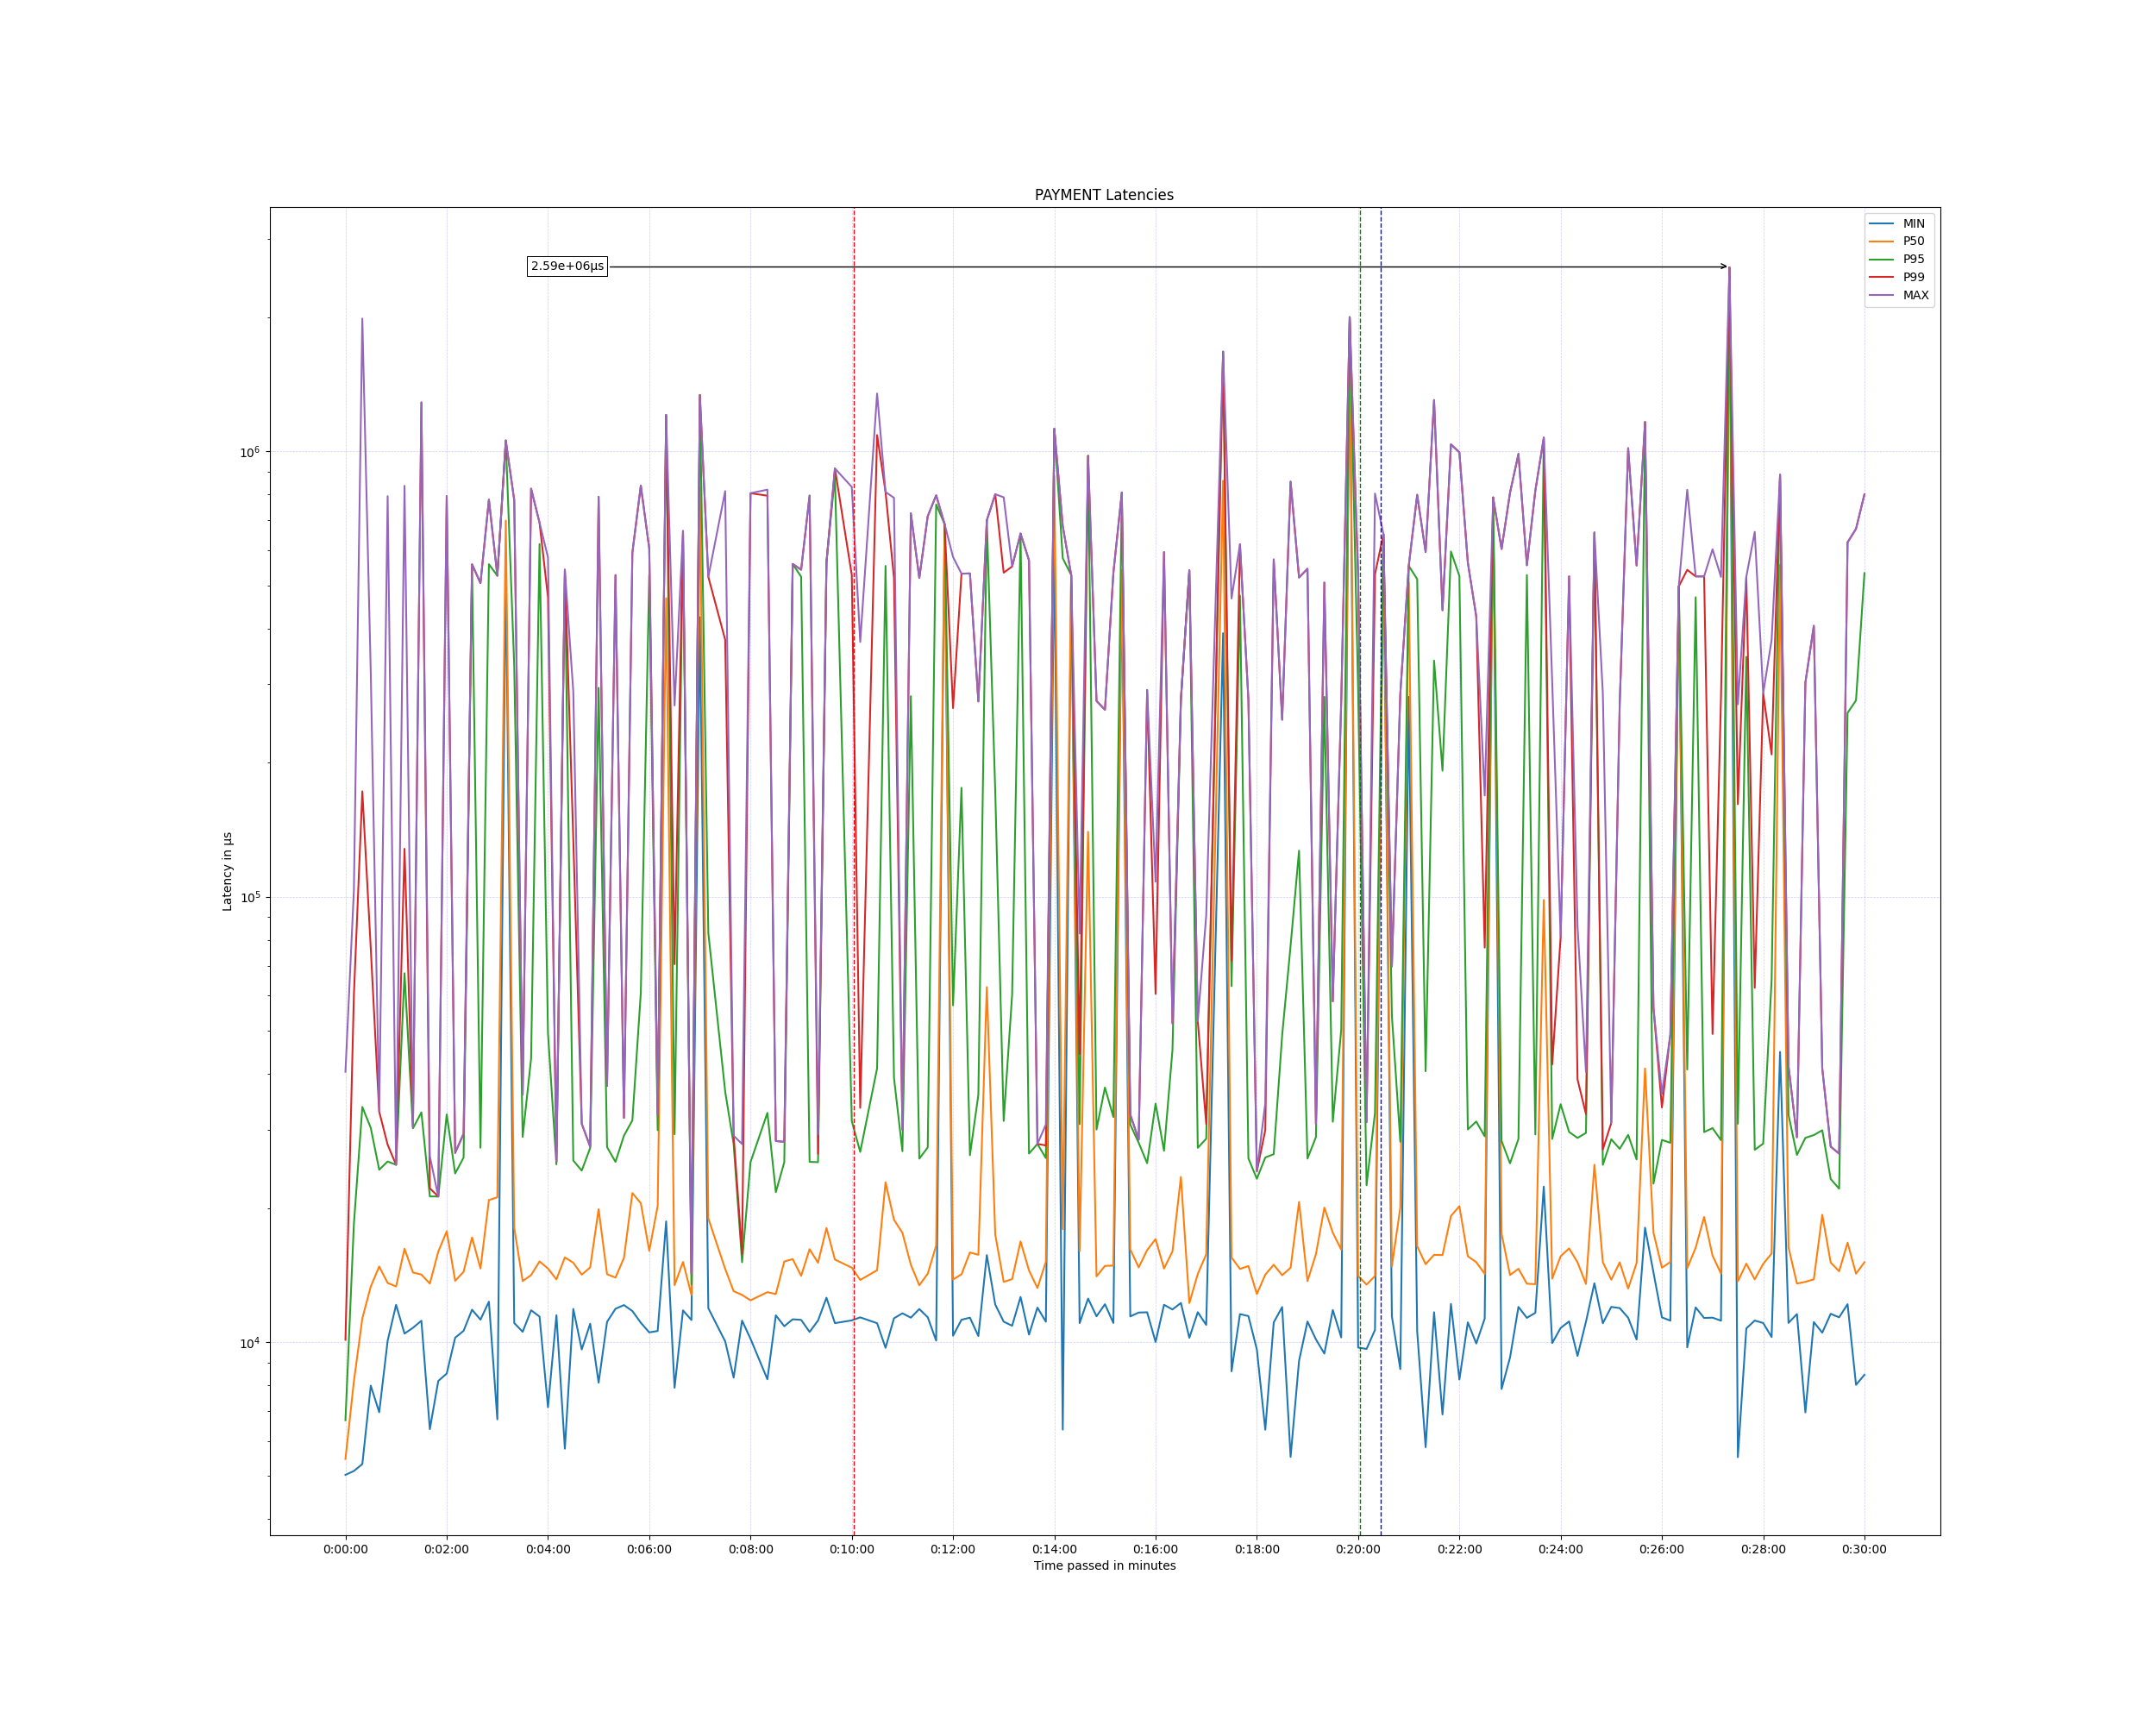 PAYMENT Latencies
2.59e+06µs
MIN
P50
P95
P99
MAX
Latency in µs
10⁶
10⁵
10⁴
0:00:00 0:02:00 0:04:00 0:06:00 0:08:00 0:10:00 0:12:00 0:14:00 0:16:00 0:18:00 0:20:00 0:22:00 0:24:00 0:26:00 0:28:00 0:30:00
Time passed in minutes